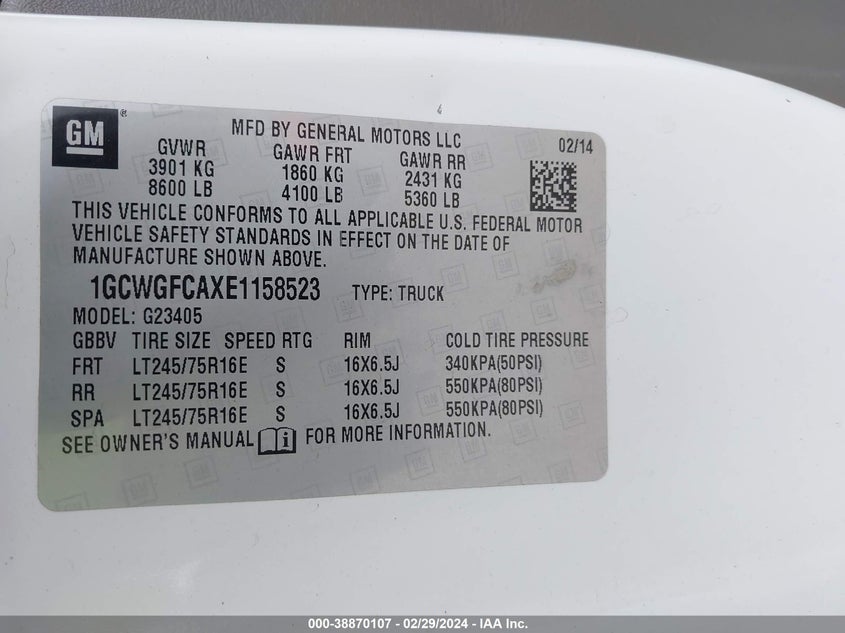 GM
MFD BY GENERAL MOTORS LLC 02/14
GVWR GAWR FRT GAWR RR
3901 KG 1860 KG 2431 KG
8600 LB 4100 LB 5360 LB
THIS VEHICLE CONFORMS TO ALL APPLICABLE U.S. FEDERAL MOTOR
VEHICLE SAFETY STANDARDS IN EFFECT ON THE DATE OF
MANUFACTURE SHOWN ABOVE.
1GCWGFCAXE1158523 TYPE: TRUCK
MODEL: G23405
GBBV TIRE SIZE SPEED RTG RIM COLD TIRE PRESSURE
FRT LT245/75R16E S 16X6.5J 340KPA(50PSI)
RR LT245/75R16E S 16X6.5J 550KPA(80PSI)
SPA LT245/75R16E S 16X6.5J 550KPA(80PSI)
SEE OWNER'S MANUAL FOR MORE INFORMATION.
000-38870107 - 02/29/2024 - IAA Inc.